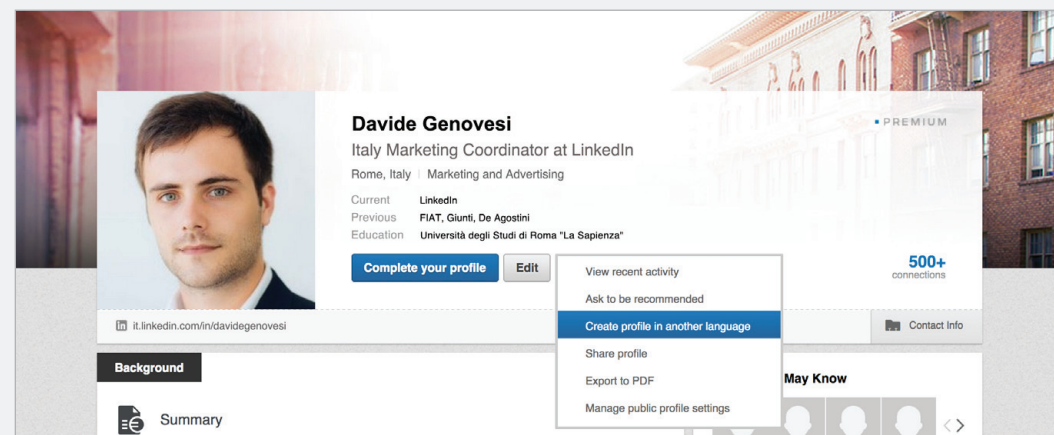 Davide Genovesi
PREMIUM
Italy Marketing Coordinator at LinkedIn
Rome, Italy | Marketing and Advertising
Current LinkedIn
Previous FIAT, Giunti, De Agostini
Education Università degli Studi di Roma "La Sapienza"
Complete your profile Edit
500+
connections
View recent activity
Ask to be recommended
Create profile in another language
Share profile
Export to PDF
Manage public profile settings
in it.linkedin.com/in/davidegenovesi
Contact Info
Background
May Know
Summary